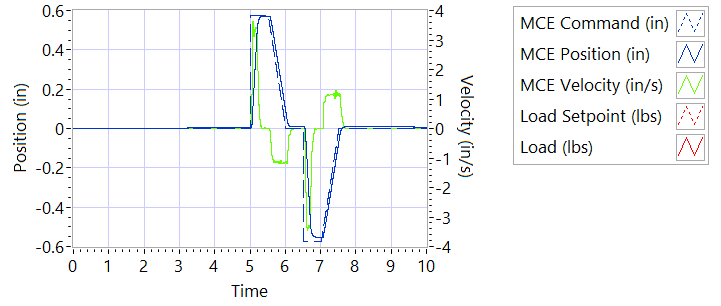 0.6
0.4
0.2
0
-0.2
-0.4
-0.6
Position (in)
0 1 2 3 4 5 6 7 8 9 10
Time
4
3
2
1
0
-1
-2
-3
-4
Velocity (in/s)
MCE Command (in)
MCE Position (in)
MCE Velocity (in/s)
Load Setpoint (lbs)
Load (lbs)